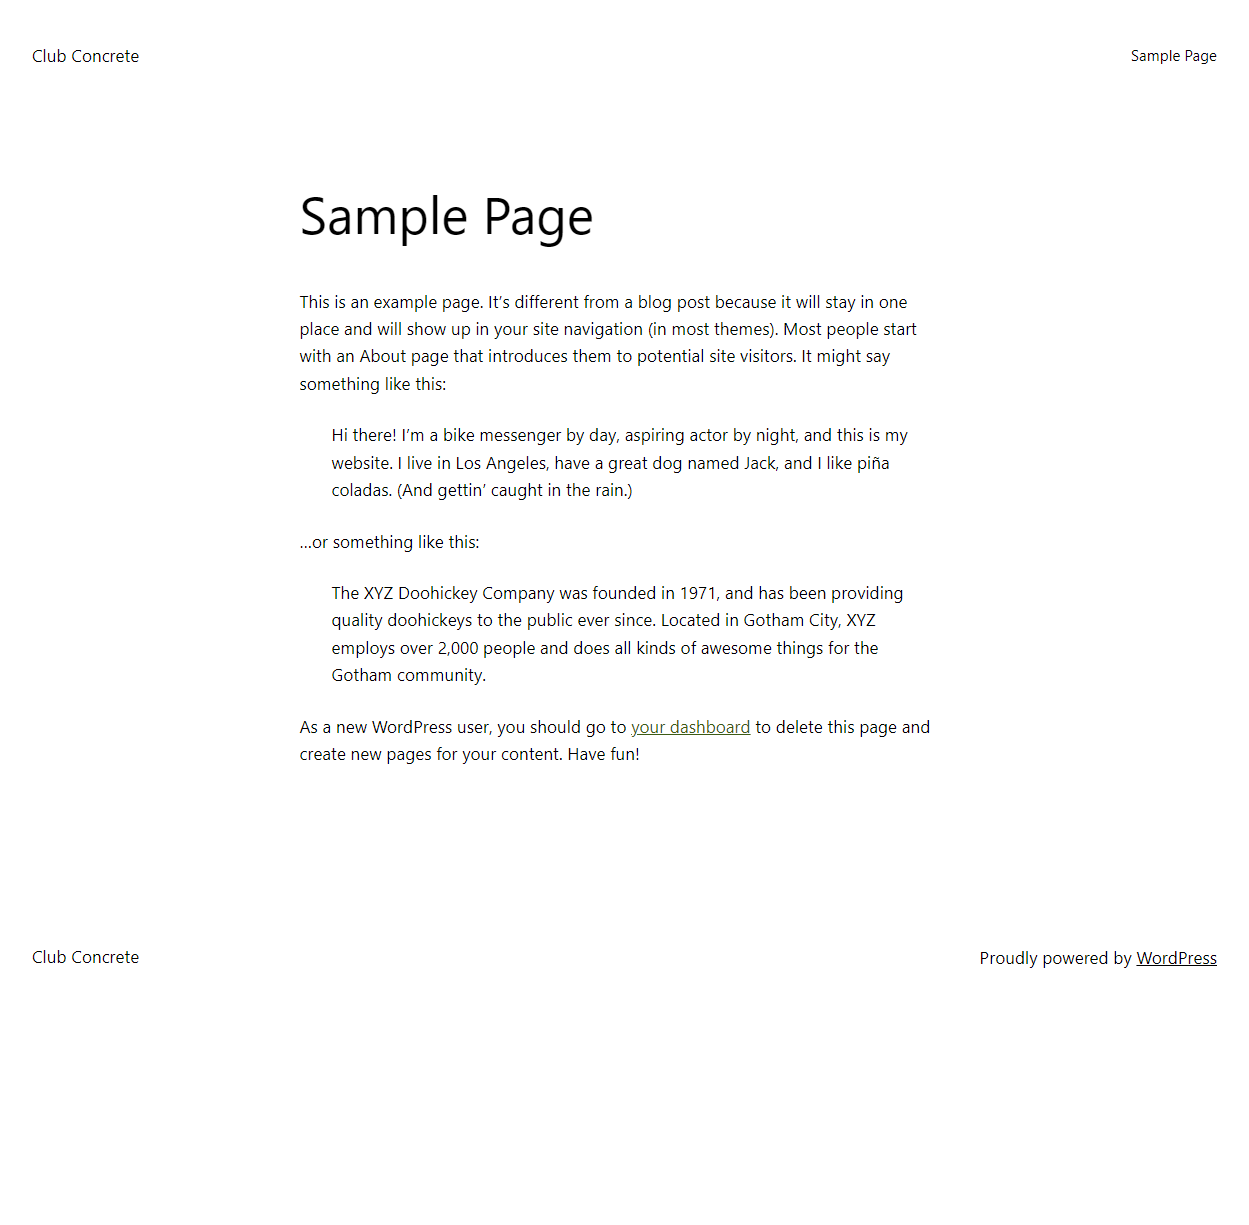 Club Concrete
Sample Page
Sample Page
This is an example page. It’s different from a blog post because it will stay in one
place and will show up in your site navigation (in most themes). Most people start
with an About page that introduces them to potential site visitors. It might say
something like this:
Hi there! I’m a bike messenger by day, aspiring actor by night, and this is my
website. I live in Los Angeles, have a great dog named Jack, and I like piña
coladas. (And gettin’ caught in the rain.)
…or something like this:
The XYZ Doohickey Company was founded in 1971, and has been providing
quality doohickeys to the public ever since. Located in Gotham City, XYZ
employs over 2,000 people and does all kinds of awesome things for the
Gotham community.
As a new WordPress user, you should go to your dashboard to delete this page and
create new pages for your content. Have fun!
Club Concrete
Proudly powered by WordPress